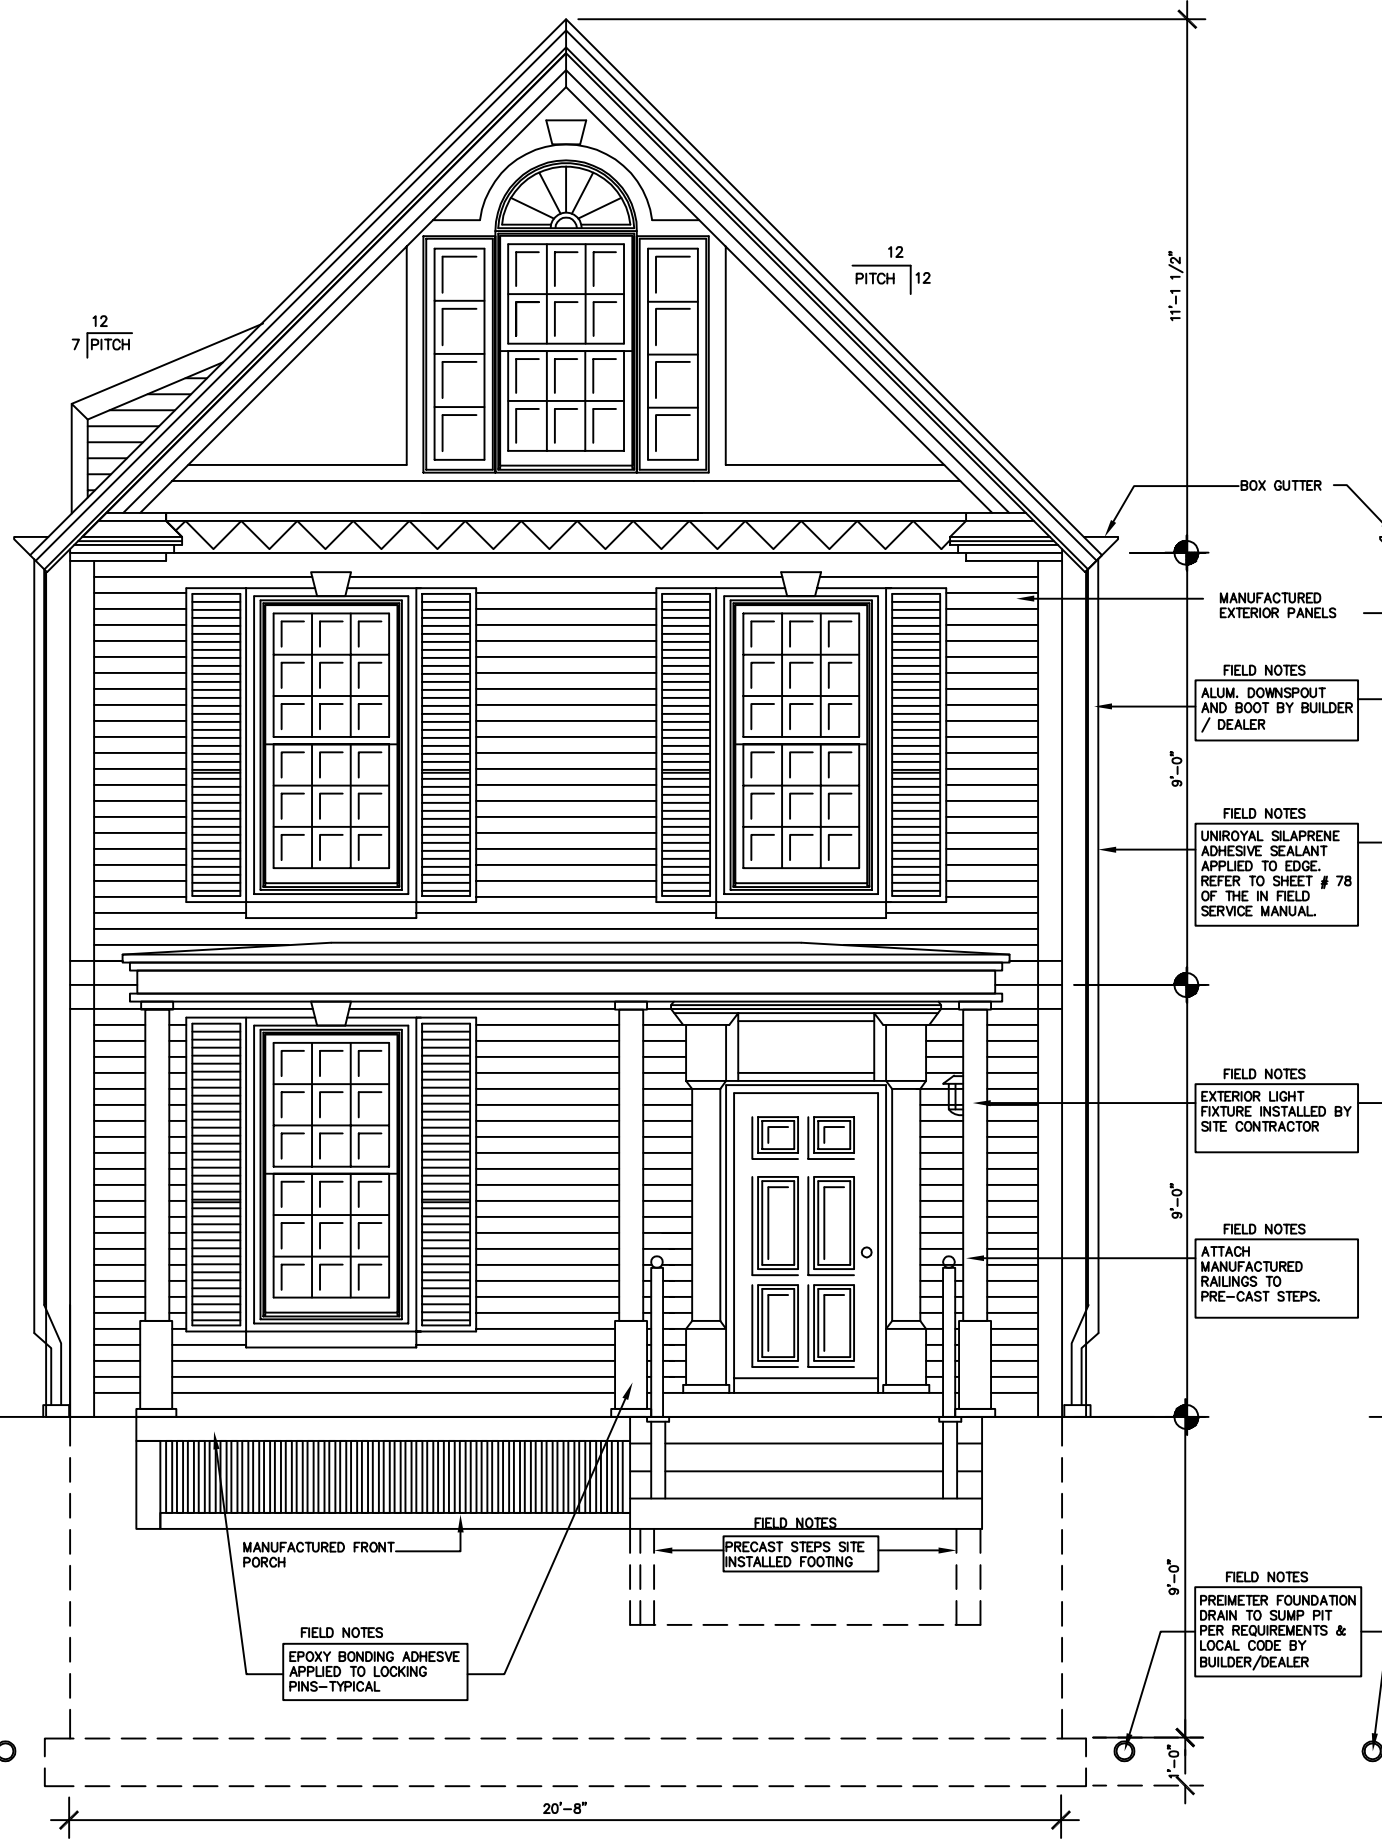 12
PITCH 12
11'-1 1/2"
12
7 PITCH
BOX GUTTER
MANUFACTURED
EXTERIOR PANELS
FIELD NOTES
ALUM. DOWNSPOUT
AND BOOT BY BUILDER
/ DEALER
9'-0"
FIELD NOTES
UNIROYAL SILAPRENE
ADHESIVE SEALANT
APPLIED TO EDGE.
REFER TO SHEET # 78
OF THE IN FIELD
SERVICE MANUAL.
FIELD NOTES
EXTERIOR LIGHT
FIXTURE INSTALLED BY
SITE CONTRACTOR
9'-0"
FIELD NOTES
ATTACH
MANUFACTURED
RAILINGS TO
PRE-CAST STEPS.
MANUFACTURED FRONT
PORCH
FIELD NOTES
PRECAST STEPS SITE
INSTALLED FOOTING
9'-0"
FIELD NOTES
PREIMETER FOUNDATION
DRAIN TO SUMP PIT
PER REQUIREMENTS &
LOCAL CODE BY
BUILDER/DEALER
FIELD NOTES
EPOXY BONDING ADHESVE
APPLIED TO LOCKING
PINS-TYPICAL
1'-0"
20'-8"